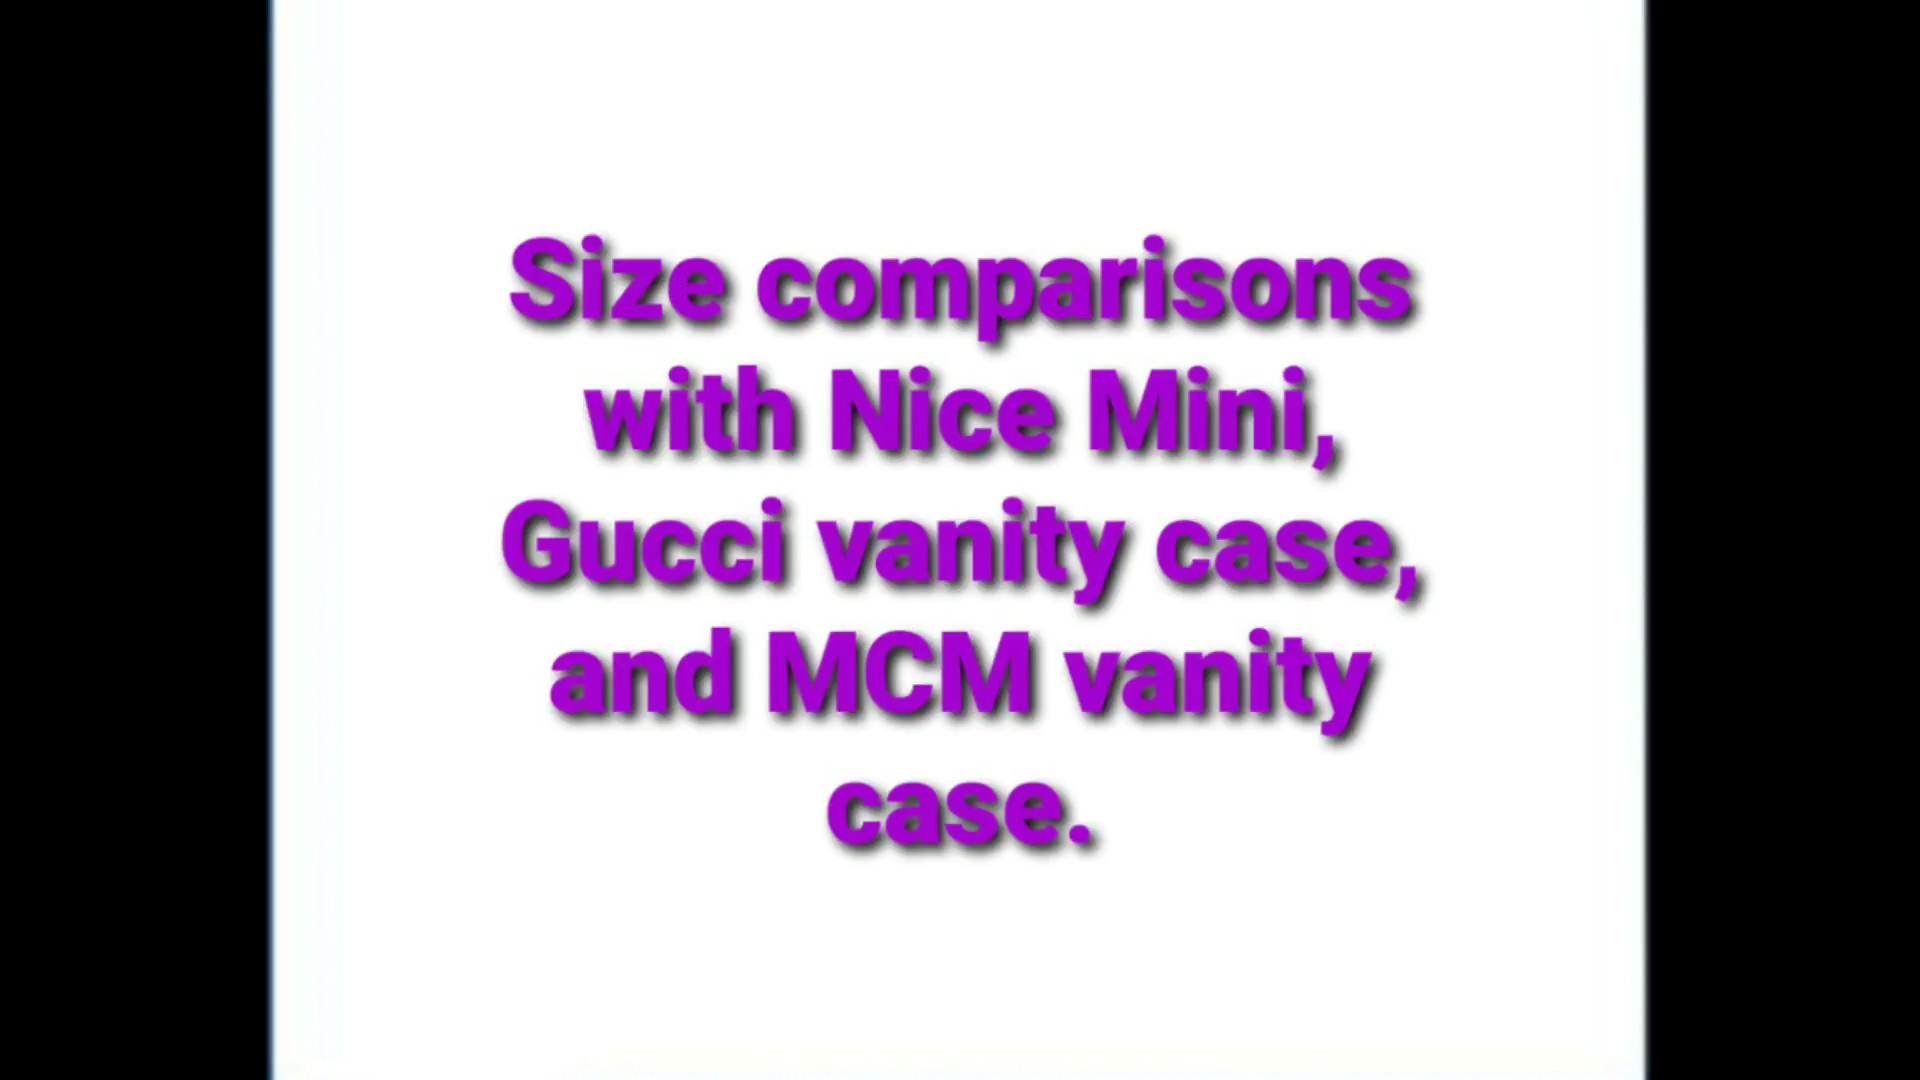 Size comparisons
with Nice Mini,
Gucci vanity case,
and MCM vanity
case.